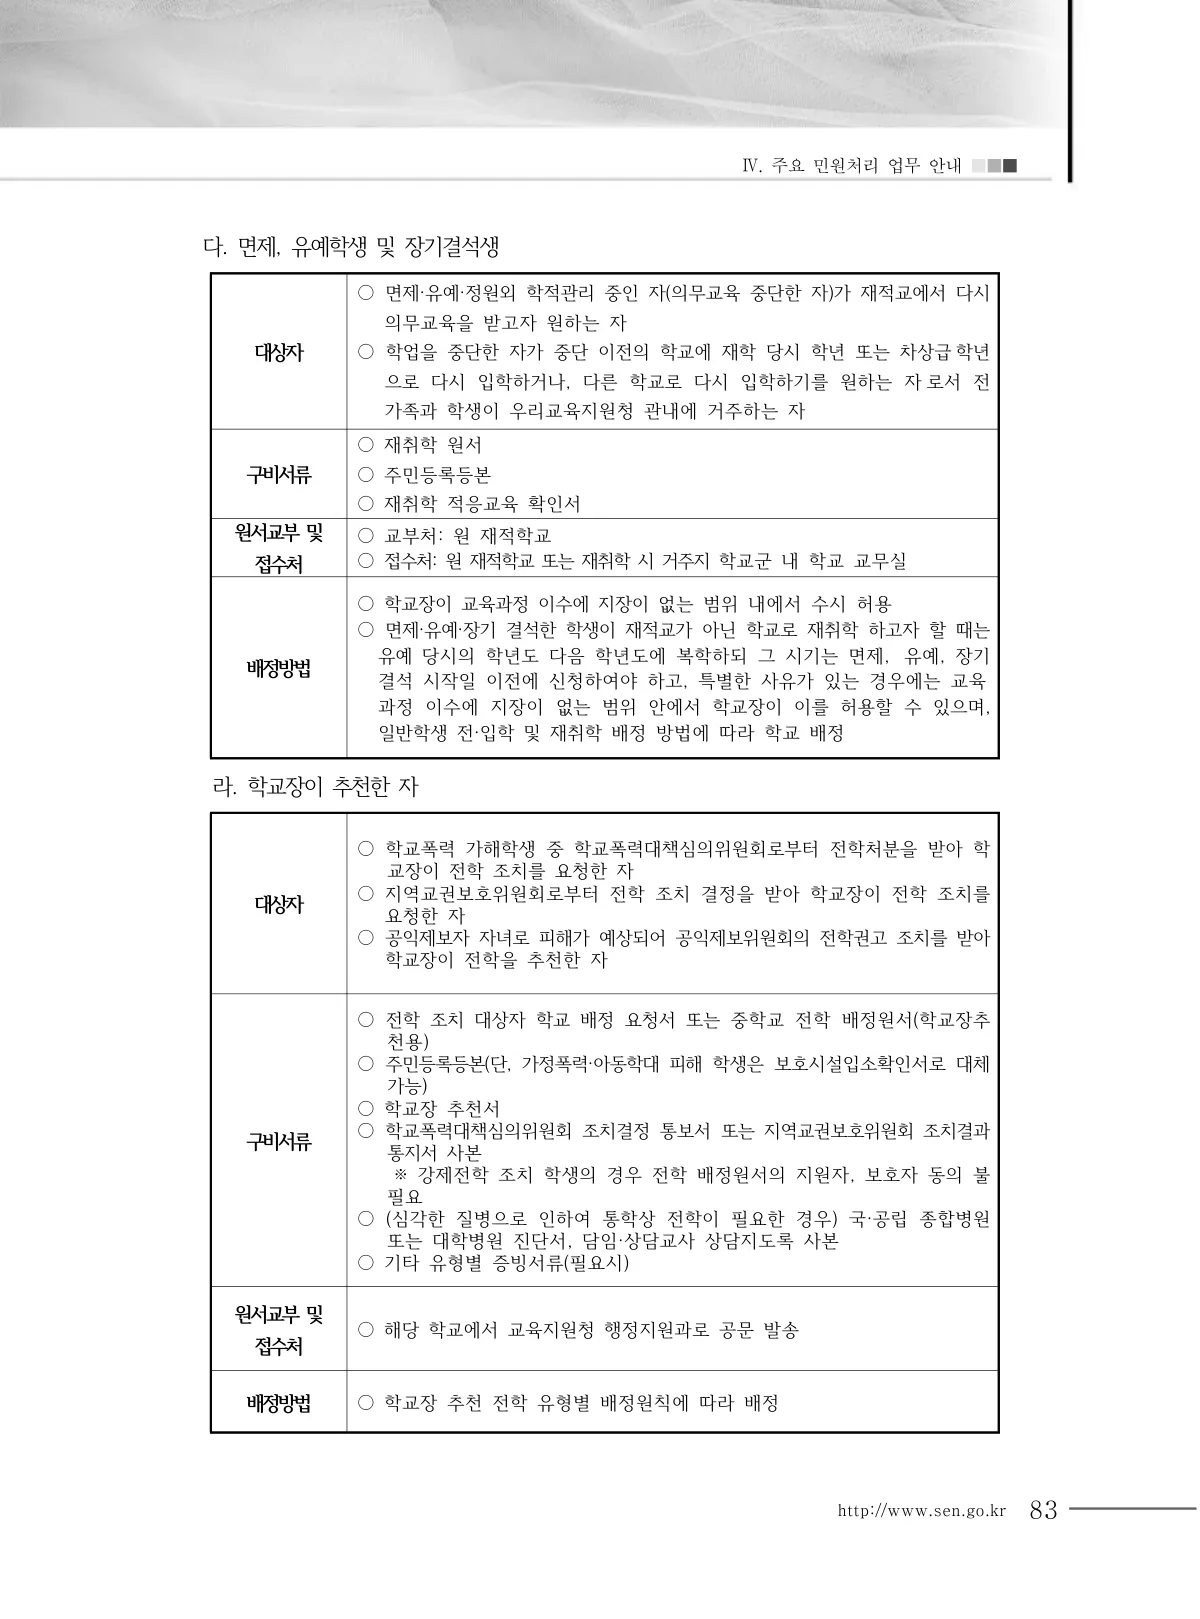 Ⅳ. 주요 민원처리 업무 안내
다. 면제, 유예학생 및 장기결석생
대상자
○ 면제·유예·정원외 학적관리 중인 자(의무교육 중단한 자)가 재적교에서 다시
의무교육을 받고자 원하는 자
○ 학업을 중단한 자가 중단 이전의 학교에 재학 당시 학년 또는 차상급학년
으로 다시 입학하거나, 다른 학교로 다시 입학하기를 원하는 자로서 전
가족과 학생이 우리교육지원청 관내에 거주하는 자
구비서류
○ 재취학 원서
○ 주민등록등본
○ 재취학 적응교육 확인서
원서교부 및
접수처
○ 교부처: 원 재적학교
○ 접수처: 원 재적학교 또는 재취학 시 거주지 학교군 내 학교 교무실
배정방법
○ 학교장이 교육과정 이수에 지장이 없는 범위 내에서 수시 허용
○ 면제·유예·장기 결석한 학생이 재적교가 아닌 학교로 재취학 하고자 할 때는
유예 당시의 학년도 다음 학년도에 복학하되 그 시기는 면제, 유예, 장기
결석 시작일 이전에 신청하여야 하고, 특별한 사유가 있는 경우에는 교육
과정 이수에 지장이 없는 범위 안에서 학교장이 이를 허용할 수 있으며,
일반학생 전·입학 및 재취학 배정 방법에 따라 학교 배정
라. 학교장이 추천한 자
대상자
○ 학교폭력 가해학생 중 학교폭력대책심의위원회로부터 전학처분을 받아 학
교장이 전학 조치를 요청한 자
○ 지역교권보호위원회로부터 전학 조치 결정을 받아 학교장이 전학 조치를
요청한 자
○ 공익제보자 자녀로 피해가 예상되어 공익제보위원회의 전학권고 조치를 받아
학교장이 전학을 추천한 자
구비서류
○ 전학 조치 대상자 학교 배정 요청서 또는 중학교 전학 배정원서(학교장추
천용)
○ 주민등록등본(단, 가정폭력·아동학대 피해 학생은 보호시설입소확인서로 대체
가능)
○ 학교장 추천서
○ 학교폭력대책심의위원회 조치결정 통보서 또는 지역교권보호위원회 조치결과
통지서 사본
※ 강제전학 조치 학생의 경우 전학 배정원서의 지원자, 보호자 동의 불
필요
○ (심각한 질병으로 인하여 통학상 전학이 필요한 경우) 국·공립 종합병원
또는 대학병원 진단서, 담임·상담교사 상담지도록 사본
○ 기타 유형별 증빙서류(필요시)
원서교부 및
접수처
○ 해당 학교에서 교육지원청 행정지원과로 공문 발송
배정방법
○ 학교장 추천 전학 유형별 배정원칙에 따라 배정
http://www.sen.go.kr 83